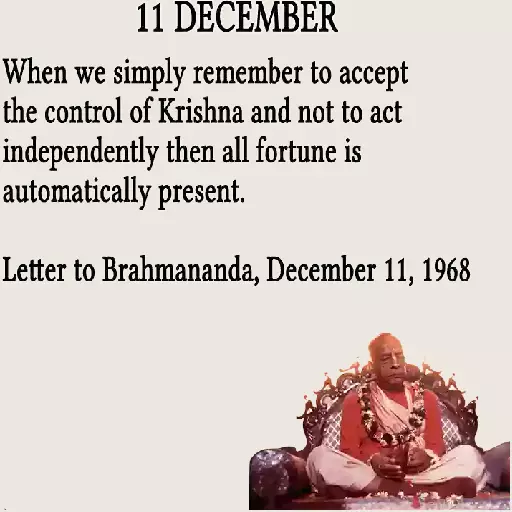 11 DECEMBER
When we simply remember to accept
the control of Krishna and not to act
independently then all fortune is
automatically present.
Letter to Brahmananda, December 11, 1968